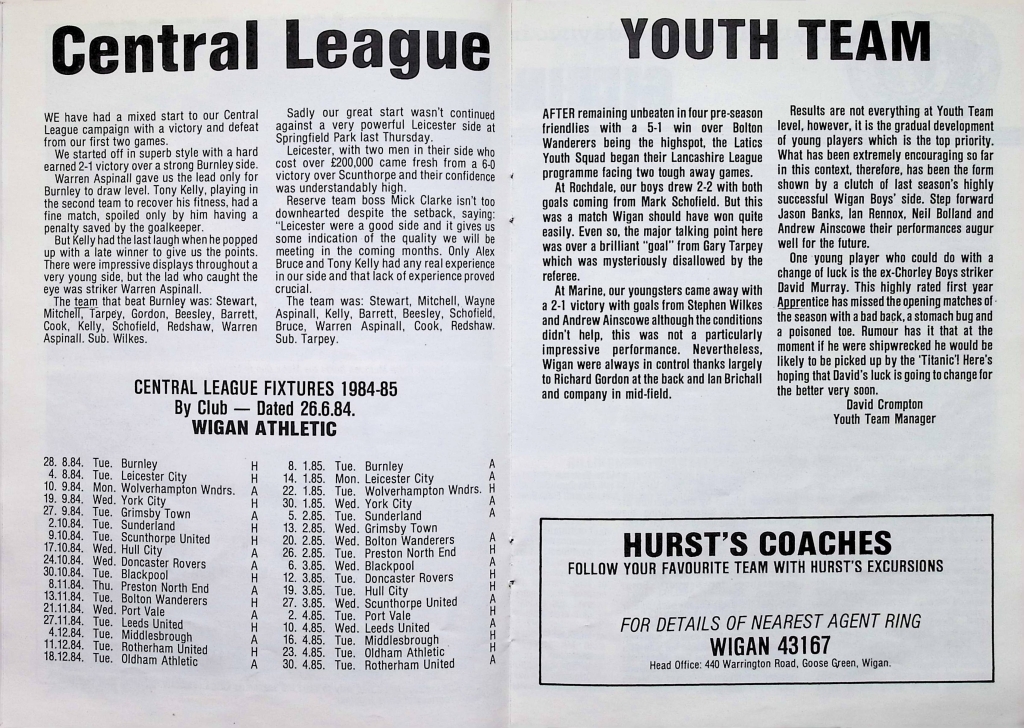 Central League
WE have had a mixed start to our Central
League campaign with a victory and defeat
from our first two games.
We started off in superb style with a hard
earned 2-1 victory over a strong Burnley side.
Warren Aspinall gave us the lead only for
Burnley to draw level. Tony Kelly, playing in
the second team to recover his fitness, had a
fine match, spoiled only by him having a
penalty saved by the goalkeeper.
But Kelly had the last laugh when he popped
up with a late winner to give us the points.
There were impressive displays throughout a
very young side, but the lad who caught the
eye was striker Warren Aspinall.
The team that beat Burnley was: Stewart,
Mitchell, Tarpey, Gordon, Beesley, Barrett,
Cook, Kelly, Schofield, Redshaw, Warren
Aspinall. Sub. Wilkes.
Sadly our great start wasn't continued
against a very powerful Leicester side at
Springfield Park last Thursday.
Leicester, with two men in their side who
cost over £200,000 came fresh from a 6-0
victory over Scunthorpe and their confidence
was understandably high.
Reserve team boss Mick Clarke isn't too
downhearted despite the setback, saying:
"Leicester were a good side and it gives us
some indication of the quality we will be
meeting in the coming months. Only Alex
Bruce and Tony Kelly had any real experience
in our side and that lack of experience proved
crucial.
The team was: Stewart, Mitchell, Wayne
Aspinall, Kelly, Barrett, Beesley, Schofield,
Bruce, Warren Aspinall, Cook, Redshaw.
Sub. Tarpey.
CENTRAL LEAGUE FIXTURES 1984-85
By Club — Dated 26.6.84.
WIGAN ATHLETIC
28. 8.84. Tue. Burnley H
4. 8.84. Tue. Leicester City H
10. 9.84. Mon. Wolverhampton Wndrs. A
19. 9.84. Wed. York City H
27. 9.84. Tue. Grimsby Town A
2.10.84. Tue. Sunderland H
9.10.84. Tue. Scunthorpe United H
17.10.84. Wed. Hull City A
24.10.84. Wed. Doncaster Rovers A
30.10.84. Tue. Blackpool H
8.11.84. Thu. Preston North End A
13.11.84. Tue. Bolton Wanderers H
21.11.84. Wed. Port Vale A
27.11.84. Tue. Leeds United H
4.12.84. Tue. Middlesbrough A
11.12.84. Tue. Rotherham United H
18.12.84. Tue. Oldham Athletic A
8. 1.85. Tue. Burnley A
14. 1.85. Mon. Leicester City A
22. 1.85. Tue. Wolverhampton Wndrs. H
30. 1.85. Wed. York City A
5. 2.85. Tue. Sunderland A
13. 2.85. Wed. Grimsby Town
20. 2.85. Wed. Bolton Wanderers A
26. 2.85. Tue. Preston North End H
6. 3.85. Wed. Blackpool A
12. 3.85. Tue. Doncaster Rovers H
19. 3.85. Tue. Hull City H
27. 3.85. Wed. Scunthorpe United A
2. 4.85. Tue. Port Vale H
10. 4.85. Wed. Leeds United A
16. 4.85. Tue. Middlesbrough H
23. 4.85. Tue. Oldham Athletic H
30. 4.85. Tue. Rotherham United A
YOUTH TEAM
AFTER remaining unbeaten in four pre-season
friendlies with a 5-1 win over Bolton
Wanderers being the highspot, the Latics
Youth Squad began their Lancashire League
programme facing two tough away games.
At Rochdale, our boys drew 2-2 with both
goals coming from Mark Schofield. But this
was a match Wigan should have won quite
easily. Even so, the major talking point here
was over a brilliant "goal" from Gary Tarpey
which was mysteriously disallowed by the
referee.
At Marine, our youngsters came away with
a 2-1 victory with goals from Stephen Wilkes
and Andrew Ainscowe although the conditions
didn't help, this was not a particularly
impressive performance. Nevertheless,
Wigan were always in control thanks largely
to Richard Gordon at the back and Ian Brichall
and company in mid-field.
Results are not everything at Youth Team
level, however, it is the gradual development
of young players which is the top priority.
What has been extremely encouraging so far
in this context, therefore, has been the form
shown by a clutch of last season's highly
successful Wigan Boys' side. Step forward
Jason Banks, Ian Rennox, Neil Bolland and
Andrew Ainscowe their performances augur
well for the future.
One young player who could do with a
change of luck is the ex-Chorley Boys striker
David Murray. This highly rated first year
Apprentice has missed the opening matches of
the season with a bad back, a stomach bug and
a poisoned toe. Rumour has it that at the
moment if he were shipwrecked he would be
likely to be picked up by the 'Titanic'! Here's
hoping that David's luck is going to change for
the better very soon.
David Crompton
Youth Team Manager
HURST'S COACHES
FOLLOW YOUR FAVOURITE TEAM WITH HURST'S EXCURSIONS
FOR DETAILS OF NEAREST AGENT RING
WIGAN 43167
Head Office: 440 Warrington Road, Goose Green, Wigan.